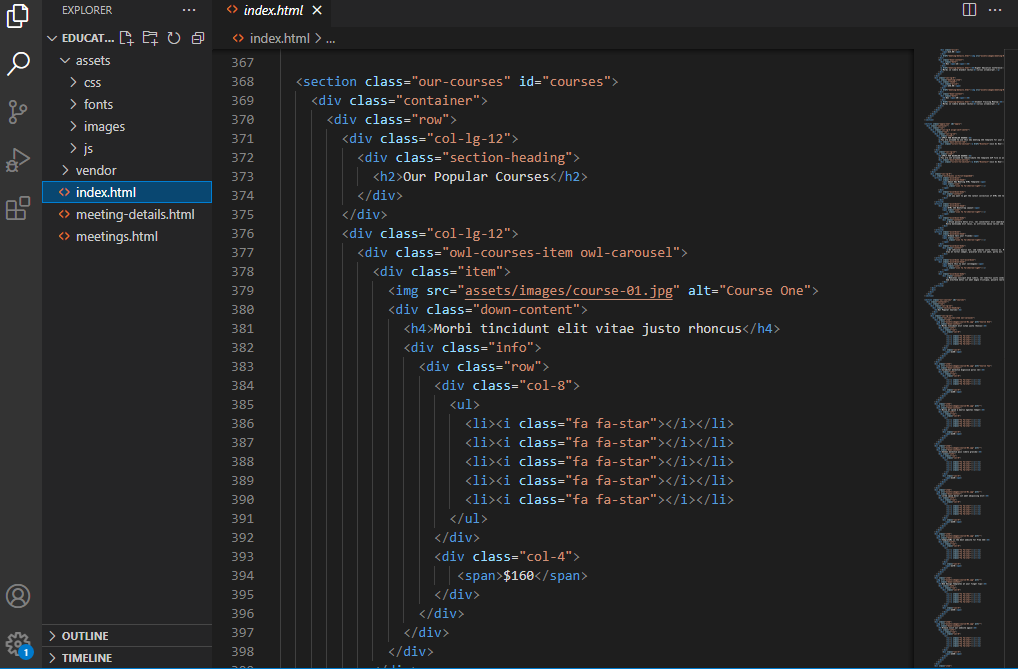 EXPLORER
EDUCAT...
assets
css
fonts
images
js
vendor
index.html
meeting-details.html
meetings.html
OUTLINE
TIMELINE
1
index.html
index.html > ...
367
368 <section class="our-courses" id="courses">
369 <div class="container">
370 <div class="row">
371 <div class="col-lg-12">
372 <div class="section-heading">
373 <h2>Our Popular Courses</h2>
374 </div>
375 </div>
376 <div class="col-lg-12">
377 <div class="owl-courses-item owl-carousel">
378 <div class="item">
379 <img src="assets/images/course-01.jpg" alt="Course One">
380 <div class="down-content">
381 <h4>Morbi tincidunt elit vitae justo rhoncus</h4>
382 <div class="info">
383 <div class="row">
384 <div class="col-8">
385 <ul>
386 <li><i class="fa fa-star"></i></li>
387 <li><i class="fa fa-star"></i></li>
388 <li><i class="fa fa-star"></i></li>
389 <li><i class="fa fa-star"></i></li>
390 <li><i class="fa fa-star"></i></li>
391 </ul>
392 </div>
393 <div class="col-4">
394 <span>$160</span>
395 </div>
396 </div>
397 </div>
398 </div>